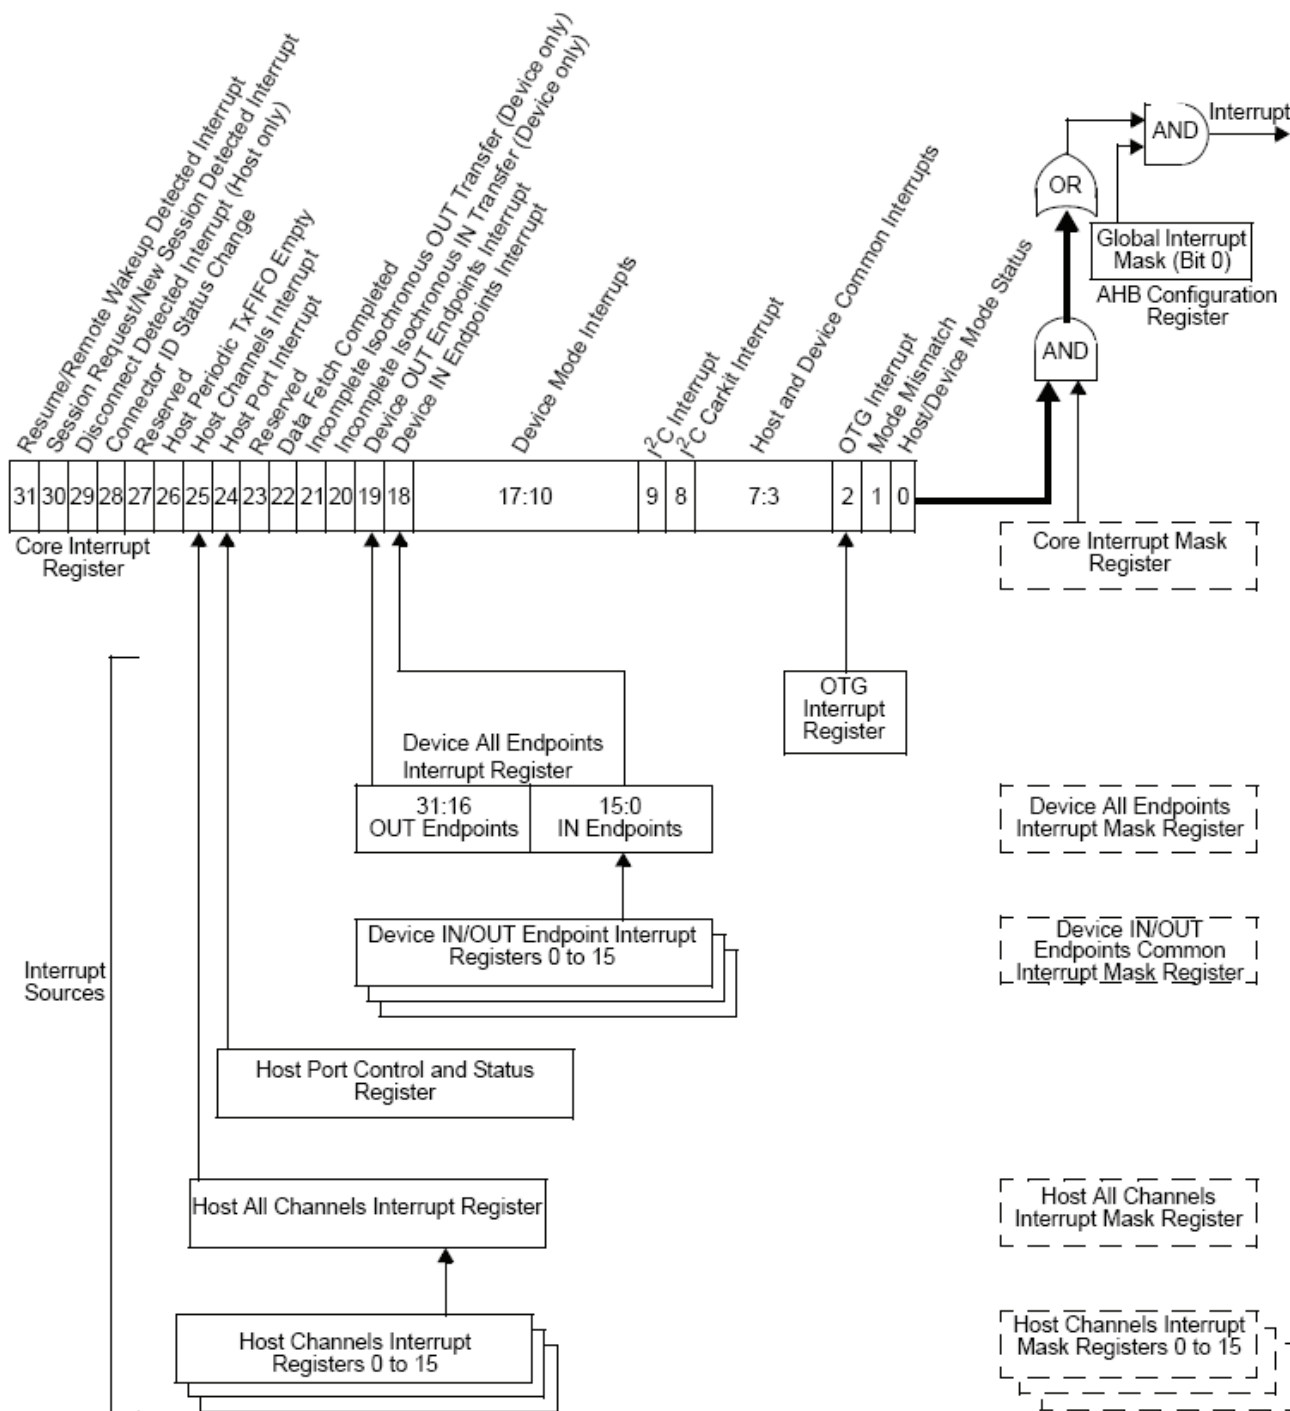 Resume/Remote Wakeup Detected Interrupt
Session Request/New Session Detected Interrupt
Disconnect Detected Interrupt (Host only)
Connector ID Status Change
Reserved
Host Periodic TxFIFO Empty
Host Channels Interrupt
Host Port Interrupt
Reserved
Data Fetch Completed
Incomplete Isochronous OUT Transfer (Device only)
Incomplete Isochronous IN Transfer (Device only)
Device OUT Endpoints Interrupt
Device IN Endpoints Interrupt
Device Mode Interrupts
I²C Interrupt
I²C Carkit Interrupt
Host and Device Common Interrupts
OTG Interrupt
Mode Mismatch
Host/Device Mode Status
AND
Interrupt
OR
Global Interrupt
Mask (Bit 0)
AHB Configuration
Register
AND
31 30 29 28 27 26 25 24 23 22 21 20 19 18 17:10 9 8 7:3 2 1 0
Core Interrupt
Register
Core Interrupt Mask
Register
OTG
Interrupt
Register
Device All Endpoints
Interrupt Register
31:16
OUT Endpoints
15:0
IN Endpoints
Device All Endpoints
Interrupt Mask Register
Device IN/OUT Endpoint Interrupt
Registers 0 to 15
Device IN/OUT
Endpoints Common
Interrupt Mask Register
Interrupt
Sources
Host Port Control and Status
Register
Host All Channels Interrupt Register
Host All Channels
Interrupt Mask Register
Host Channels Interrupt
Registers 0 to 15
Host Channels Interrupt
Mask Registers 0 to 15